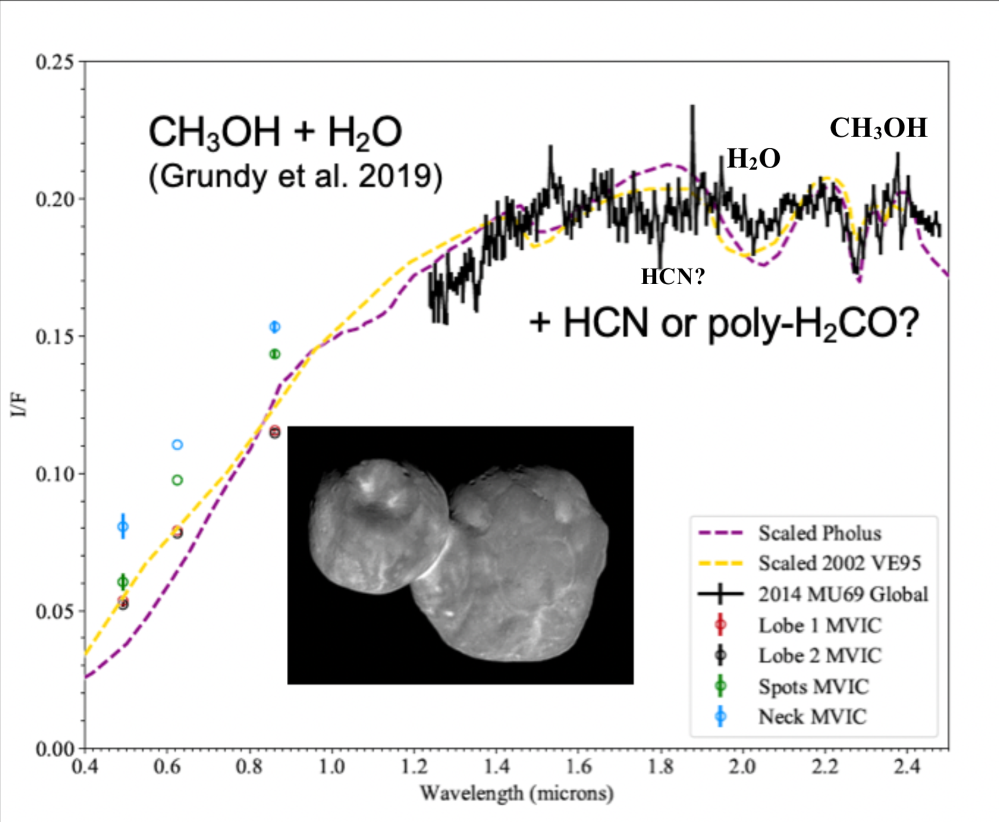 0.25
CH₃OH + H₂O
(Grundy et al. 2019)
CH₃OH
H₂O
0.20
HCN?
+ HCN or poly-H₂CO?
0.15
I/F
0.10
0.05
0.00
Scaled Pholus
Scaled 2002 VE95
2014 MU69 Global
Lobe 1 MVIC
Lobe 2 MVIC
Spots MVIC
Neck MVIC
0.4 0.6 0.8 1.0 1.2 1.4 1.6 1.8 2.0 2.2 2.4
Wavelength (microns)